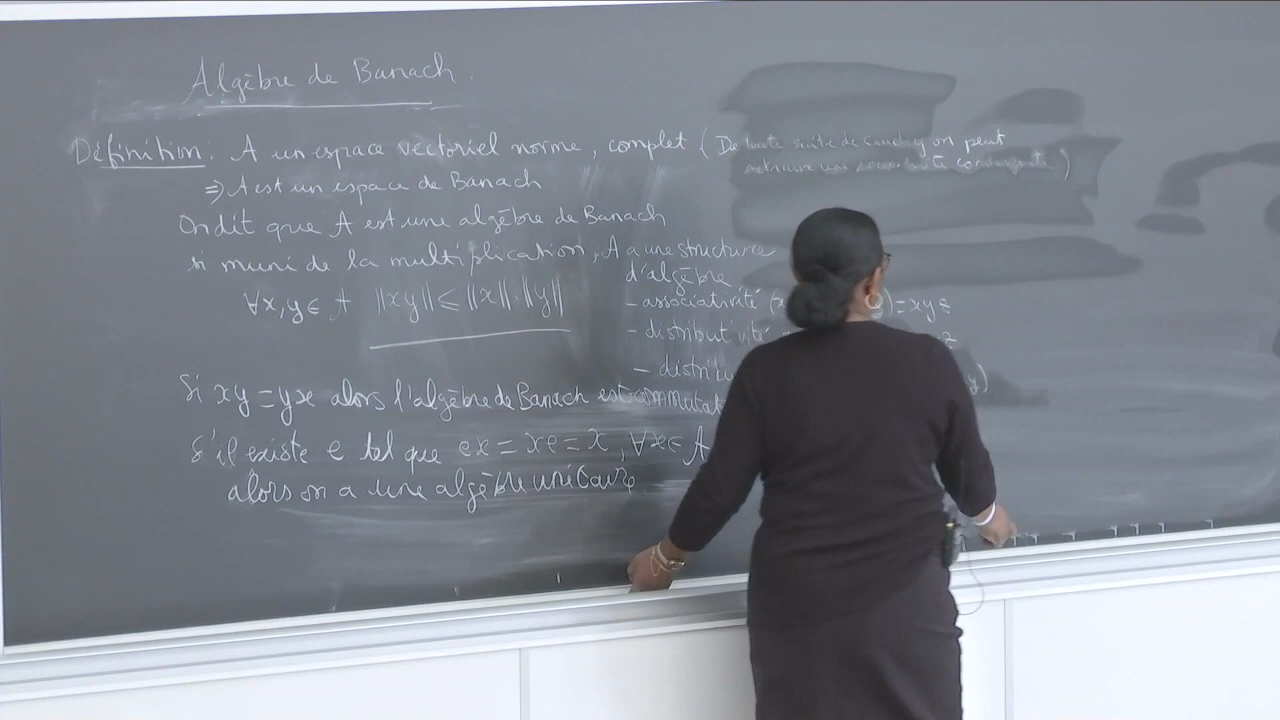 Algèbre de Banach.
Définition: A un espace vectoriel normé, complet (De toute suite de Cauchy on peut
extraire une sous suite convergente)
⇒ A est un espace de Banach
On dit que A est une algèbre de Banach
si muni de la multiplication, A a une structure
d'algèbre
∀x,y∈ A ||xy|| ≤ ||x||·||y||
- associativité (x )=xyz
- distributivité
- distribu y)
Si xy = yx alors l'algèbre de Banach est commutat
S'il existe e tel que ex = xe = x, ∀x∈ A
alors on a une algèbre unitaire.